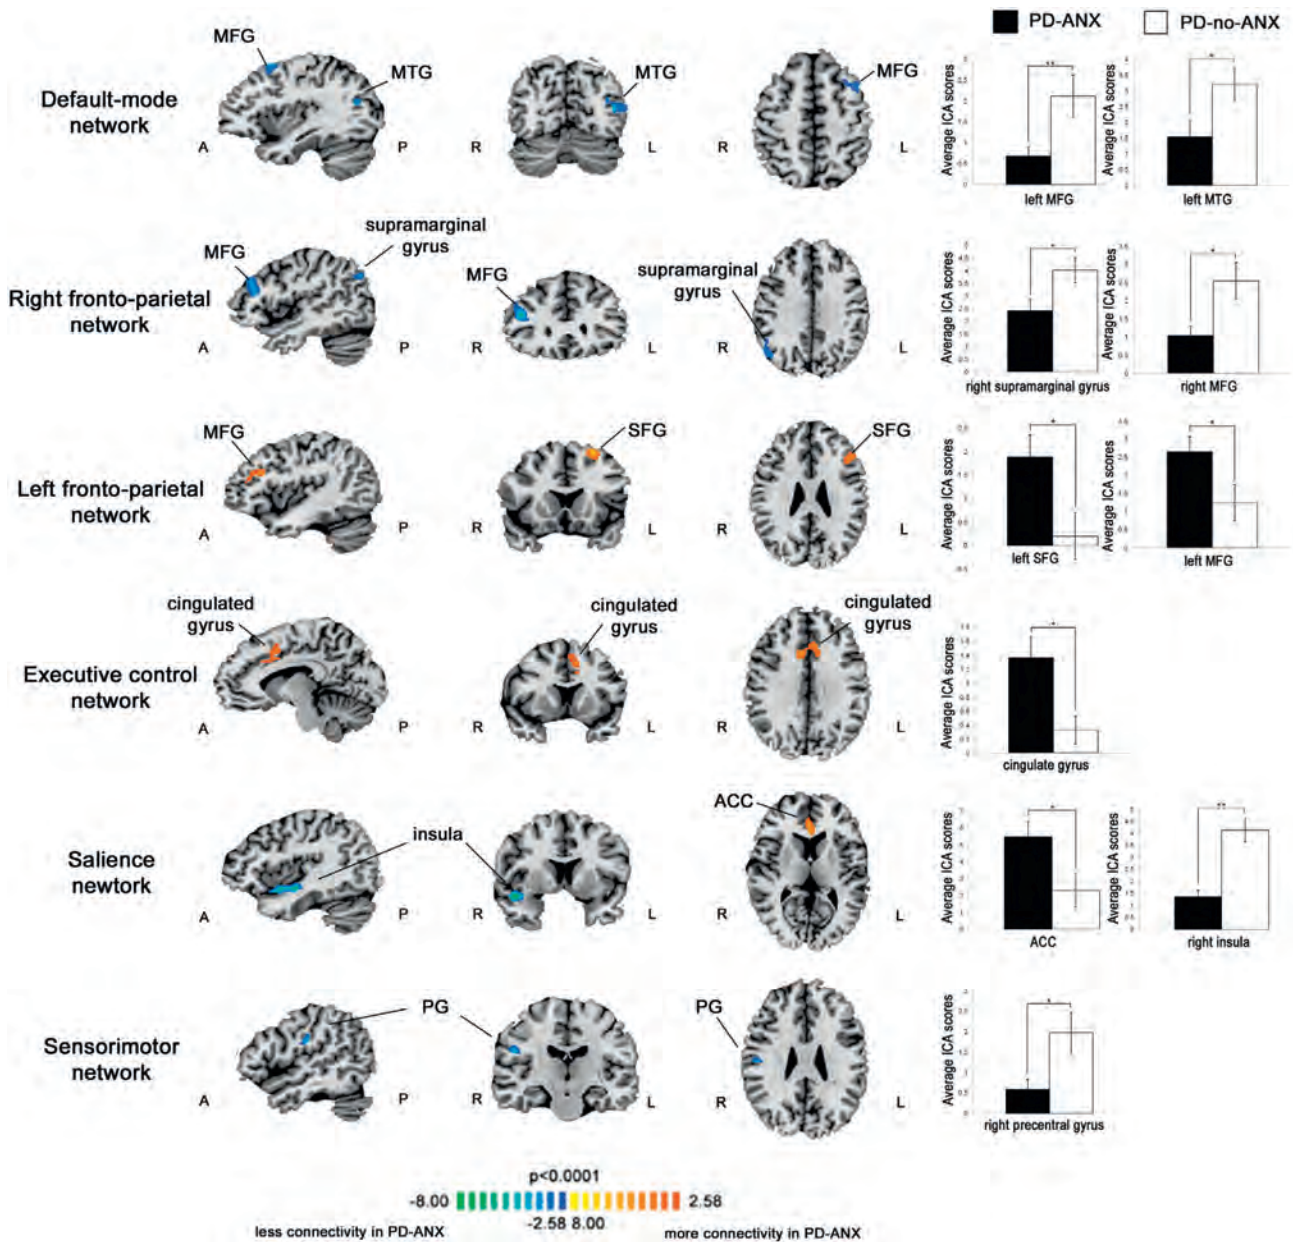 PD-ANX
PD-no-ANX
Default-mode
network
MFG
MTG
A
P
MTG
R
L
MFG
R
L
Average ICA scores
**
left MFG
Average ICA scores
*
left MTG
Right fronto-parietal
network
MFG
supramarginal
gyrus
A
P
MFG
R
L
supramarginal
gyrus
R
L
Average ICA scores
*
right supramarginal gyrus
Average ICA scores
*
right MFG
Left fronto-parietal
network
MFG
A
P
SFG
R
L
SFG
R
L
Average ICA scores
*
left SFG
Average ICA scores
*
left MFG
Executive control
network
cingulated
gyrus
A
P
cingulated
gyrus
R
L
cingulated
gyrus
R
L
Average ICA scores
*
cingulate gyrus
Salience
newtork
insula
A
P
R
L
ACC
R
L
Average ICA scores
*
ACC
Average ICA scores
**
right insula
Sensorimotor
network
PG
A
P
R
L
PG
R
L
Average ICA scores
*
right precentral gyrus
p<0.0001
-8.00
2.58
-2.58 8.00
less connectivity in PD-ANX
more connectivity in PD-ANX